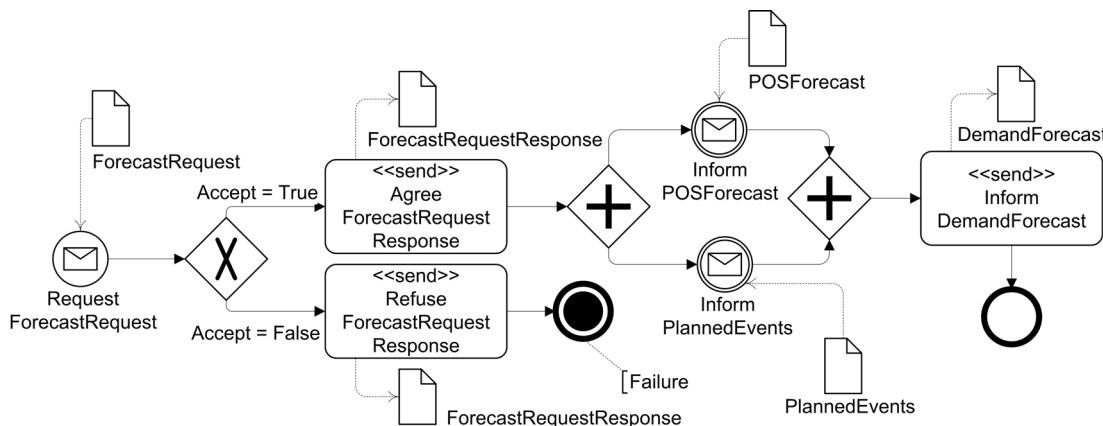 POSForecast
ForecastRequestResponse
DemandForecast
ForecastRequest
<<send>>
Agree
ForecastRequest
Response
Accept = True
Inform
POSForecast
<<send>>
Inform
DemandForecast
Request
ForecastRequest
<<send>>
Refuse
ForecastRequest
Response
Accept = False
Inform
PlannedEvents
Failure
PlannedEvents
ForecastRequestResponse